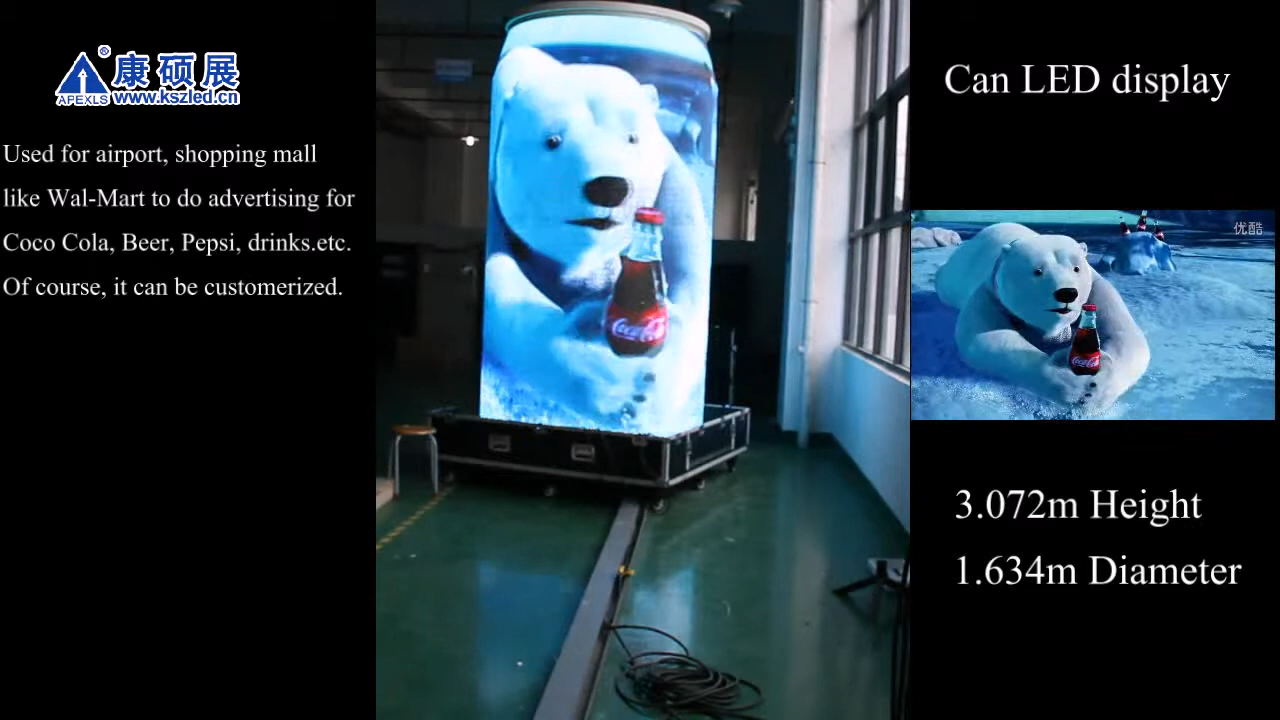 康硕展®
APEXLS www.kszled.cn
Used for airport, shopping mall
like Wal-Mart to do advertising for
Coco Cola, Beer, Pepsi, drinks.etc.
Of course, it can be customerized.
Coca-Cola
Can LED display
优酷
Coca-Cola
3.072m Height
1.634m Diameter